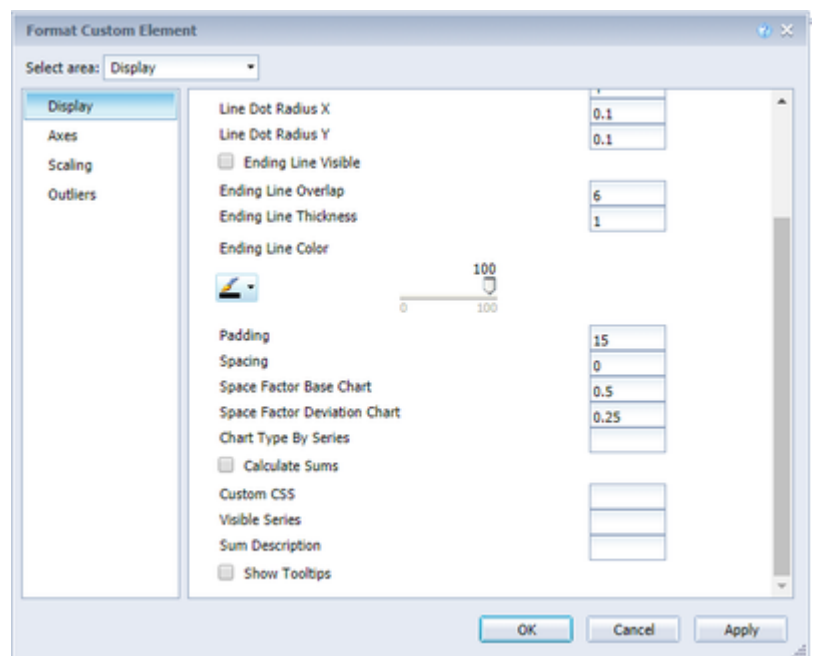 Format Custom Element
Select area: Display
Display
Axes
Scaling
Outliers
Line Dot Radius X 0.1
Line Dot Radius Y 0.1
Ending Line Visible
Ending Line Overlap 6
Ending Line Thickness 1
Ending Line Color
100
0 100
Padding 15
Spacing 0
Space Factor Base Chart 0.5
Space Factor Deviation Chart 0.25
Chart Type By Series
Calculate Sums
Custom CSS
Visible Series
Sum Description
Show Tooltips
OK Cancel Apply